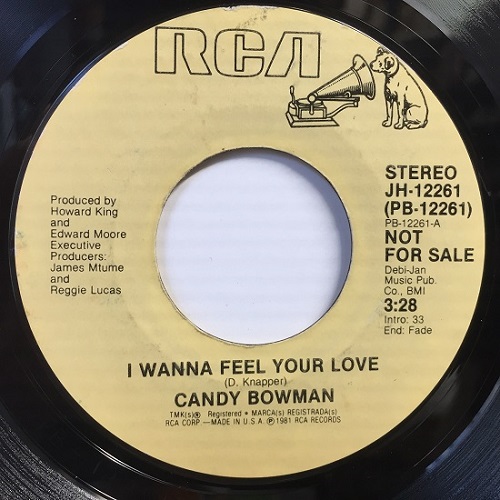 RCA
Produced by
Howard King
and
Edward Moore
Executive
Producers:
James Mtume
and
Reggie Lucas
STEREO
JH-12261
(PB-12261)
PB-12261-A
NOT
FOR SALE
Debi-Jan
Music Pub.
Co., BMI
3:28
Intro: 33
End: Fade
I WANNA FEEL YOUR LOVE
(D. Knapper)
CANDY BOWMAN
TMK(s)® Registered • MARCA(s) REGISTRADA(s)
RCA CORP — MADE IN U.S.A. ℗ 1981 RCA RECORDS